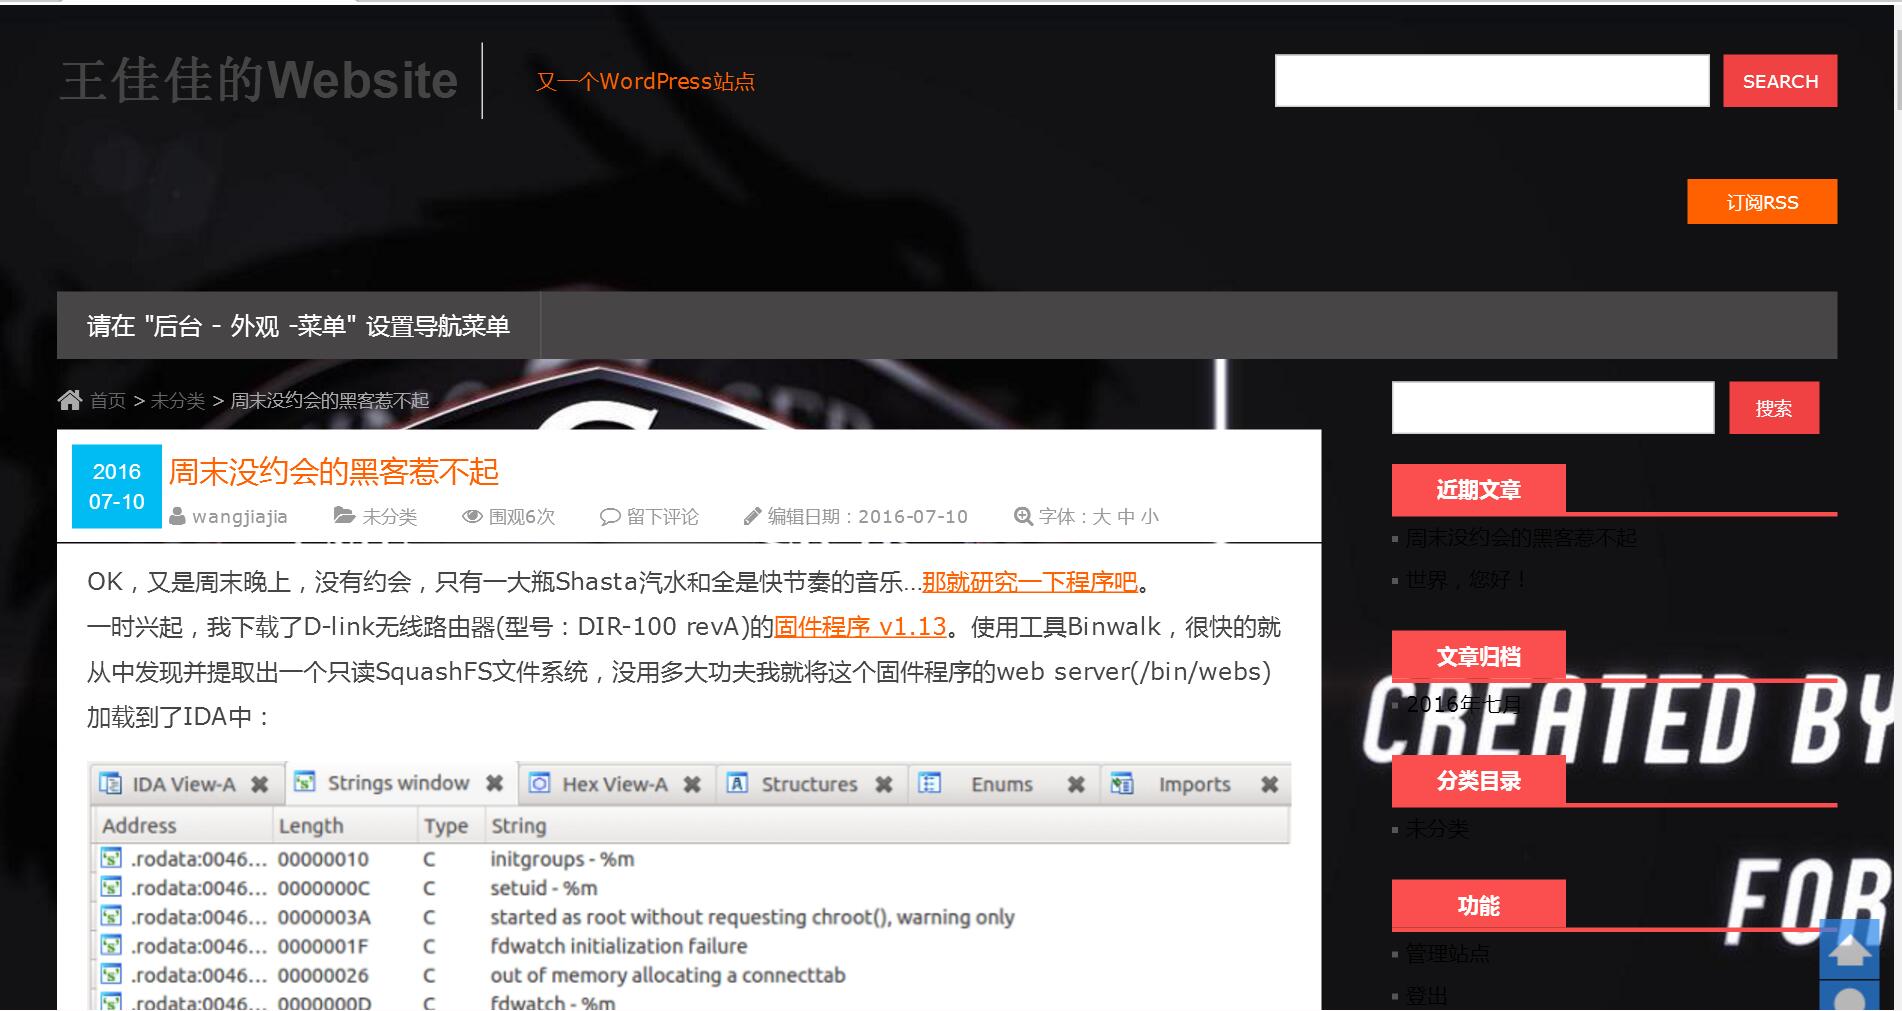 王佳佳的Website
又一个WordPress站点
SEARCH
订阅RSS
请在 "后台 - 外观 -菜单" 设置导航菜单
首页 > 未分类 > 周末没约会的黑客惹不起
搜索
2016
07-10
周末没约会的黑客惹不起
wangjiajia 未分类 围观6次 留下评论 编辑日期：2016-07-10 字体：大 中 小
OK，又是周末晚上，没有约会，只有一大瓶Shasta汽水和全是快节奏的音乐...那就研究一下程序吧。
一时兴起，我下载了D-link无线路由器(型号：DIR-100 revA)的固件程序 v1.13。使用工具Binwalk，很快的就
从中发现并提取出一个只读SquashFS文件系统，没用多大功夫我就将这个固件程序的web server(/bin/webs)
加载到了IDA中：
IDA View-A Strings window Hex View-A Structures Enums Imports
Address Length Type String
.rodata:0046... 00000010 C initgroups - %m
.rodata:0046... 0000000C C setuid - %m
.rodata:0046... 0000003A C started as root without requesting chroot(), warning only
.rodata:0046... 0000001F C fdwatch initialization failure
.rodata:0046... 00000026 C out of memory allocating a connecttab
.rodata:0046... 0000000D C fdwatch - %m
近期文章
周末没约会的黑客惹不起
世界，您好！
文章归档
2016年七月
CREATED BY
分类目录
未分类
FOR
功能
管理站点
登出